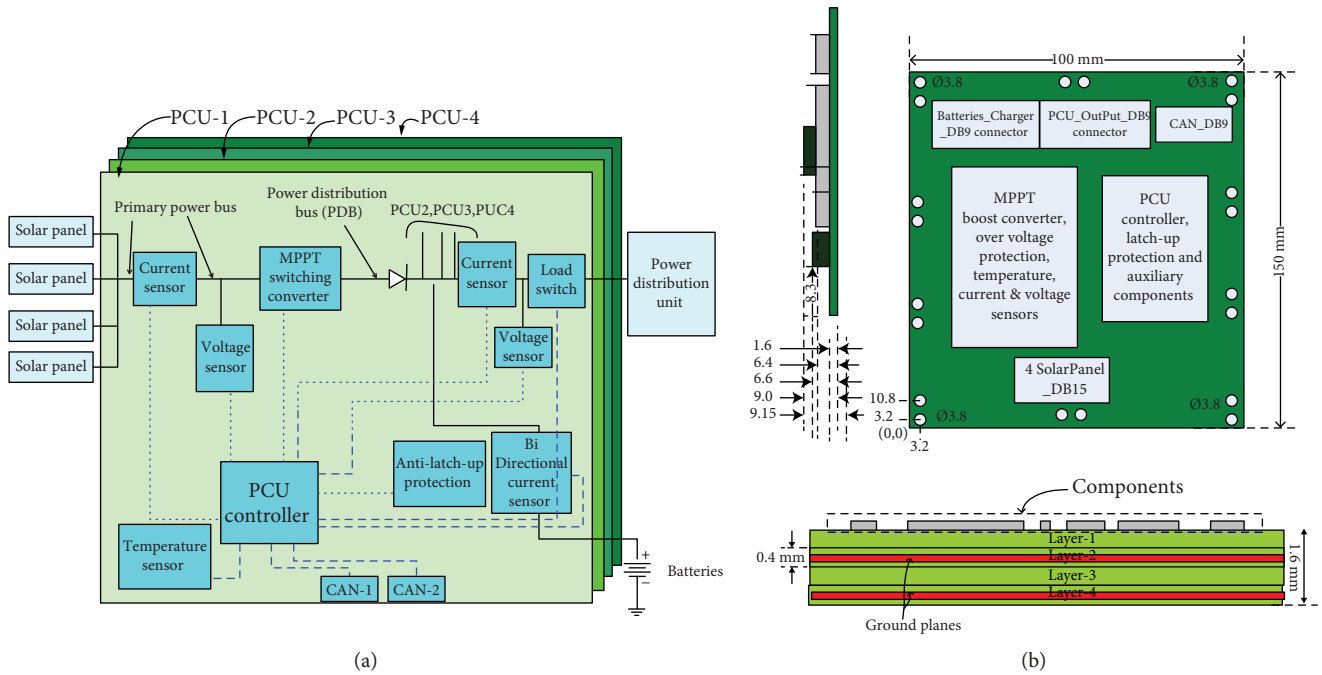 PCU-1
PCU-2
PCU-3
PCU-4
Primary power bus
Power distribution
bus (PDB)
PCU2,PCU3,PUC4
Solar panel
Solar panel
Solar panel
Solar panel
Current
sensor
MPPT
switching
converter
Current
sensor
Load
switch
Power
distribution
unit
Voltage
sensor
Voltage
sensor
PCU
controller
Anti-latch-up
protection
Bi
Directional
current
sensor
Temperature
sensor
CAN-1
CAN-2
+
−
Batteries
(a)
8.3
1.6
6.4
6.6
9.0
9.15
100 mm
150 mm
Ø3.8
Ø3.8
Batteries_Charger
_DB9 connector
PCU_OutPut_DB9
connector
CAN_DB9
MPPT
boost converter,
over voltage
protection,
temperature,
current & voltage
sensors
PCU
controller,
latch-up
protection and
auxiliary
components
4 SolarPanel
_DB15
10.8
3.2
(0,0)
3.2
Ø3.8
Ø3.8
Components
Layer-1
Layer-2
Layer-3
Layer-4
0.4 mm
1.6 mm
Ground planes
(b)